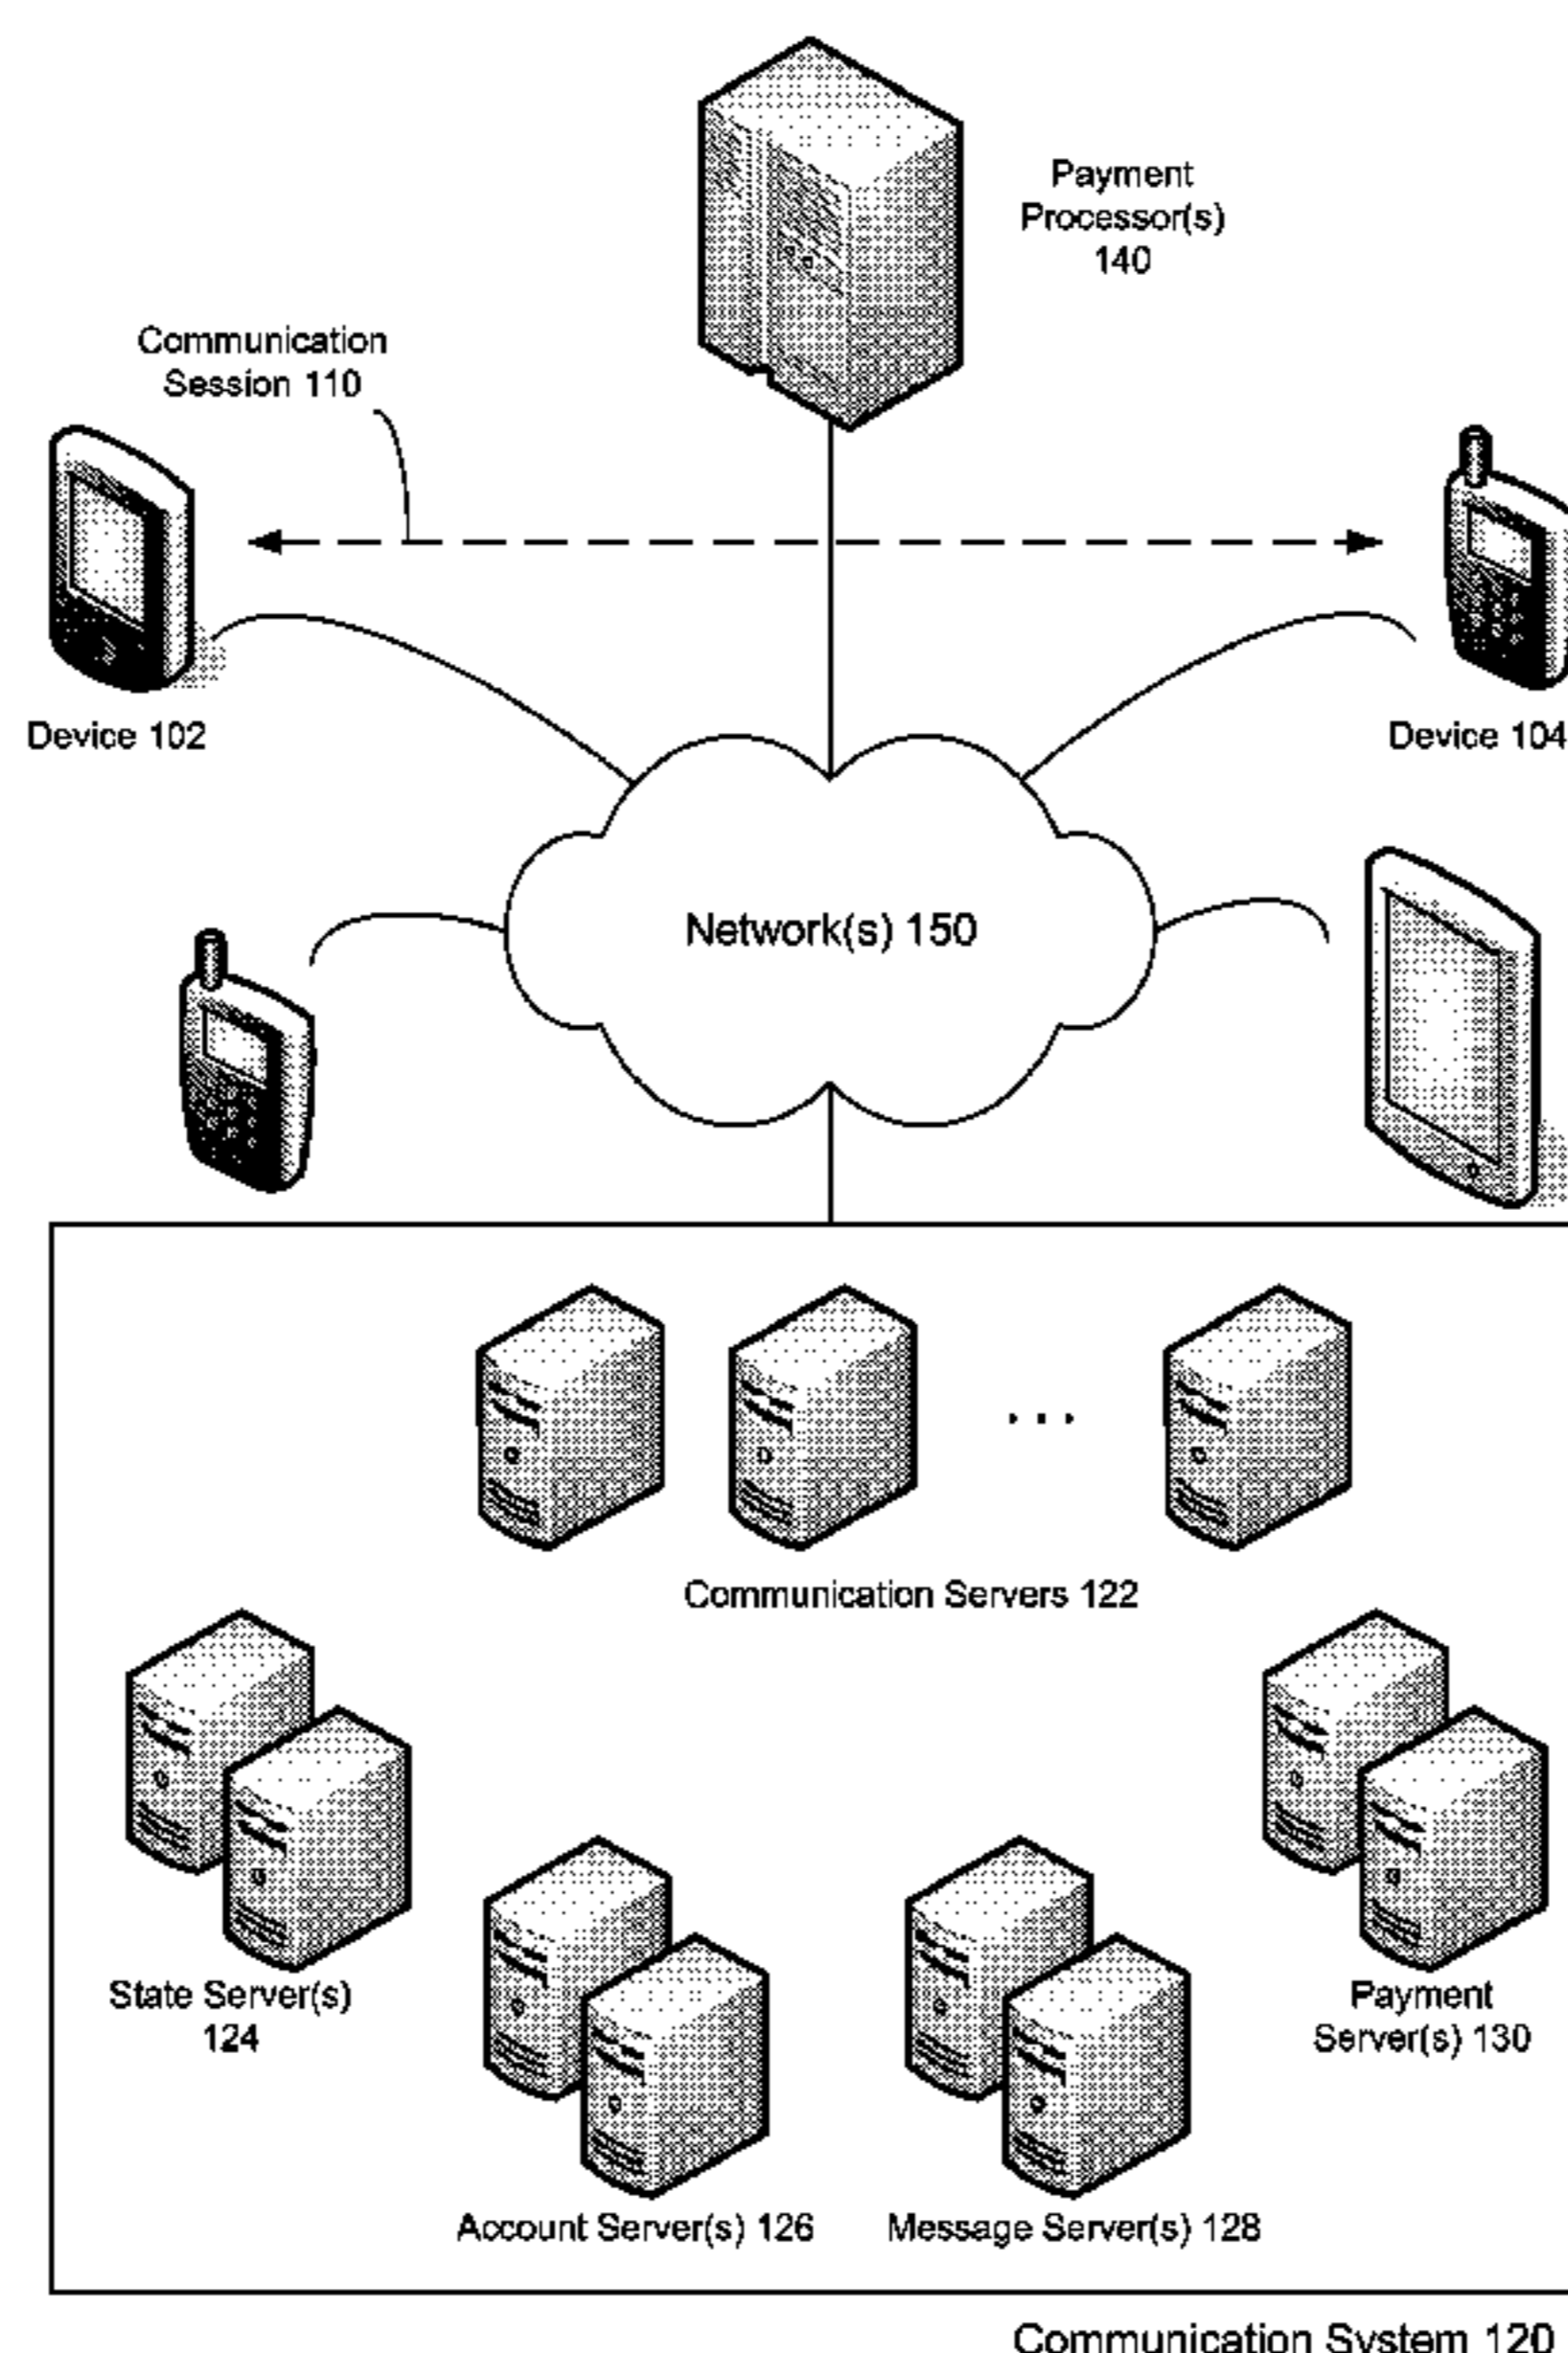 Payment
Processor(s)
140
Communication
Session 110
Device 102
Device 104
Network(s) 150
Communication Servers 122
State Server(s)
124
Payment
Server(s) 130
Account Server(s) 126
Message Server(s) 128
Communication System 120